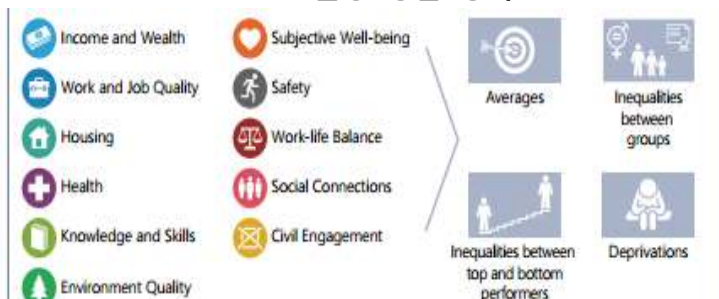 Income and Wealth
Work and Job Quality
Housing
Health
Knowledge and Skills
Environment Quality
Subjective Well-being
Safety
Work-life Balance
Social Connections
Civil Engagement
Averages
Inequalities
between
groups
Inequalities between
top and bottom
performers
Deprivations